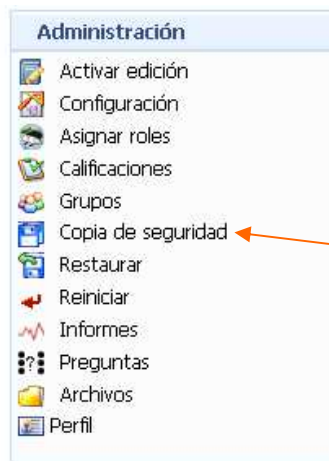 Administración
Activar edición
Configuración
Asignar roles
Calificaciones
Grupos
Copia de seguridad
Restaurar
Reiniciar
Informes
Preguntas
Archivos
Perfil